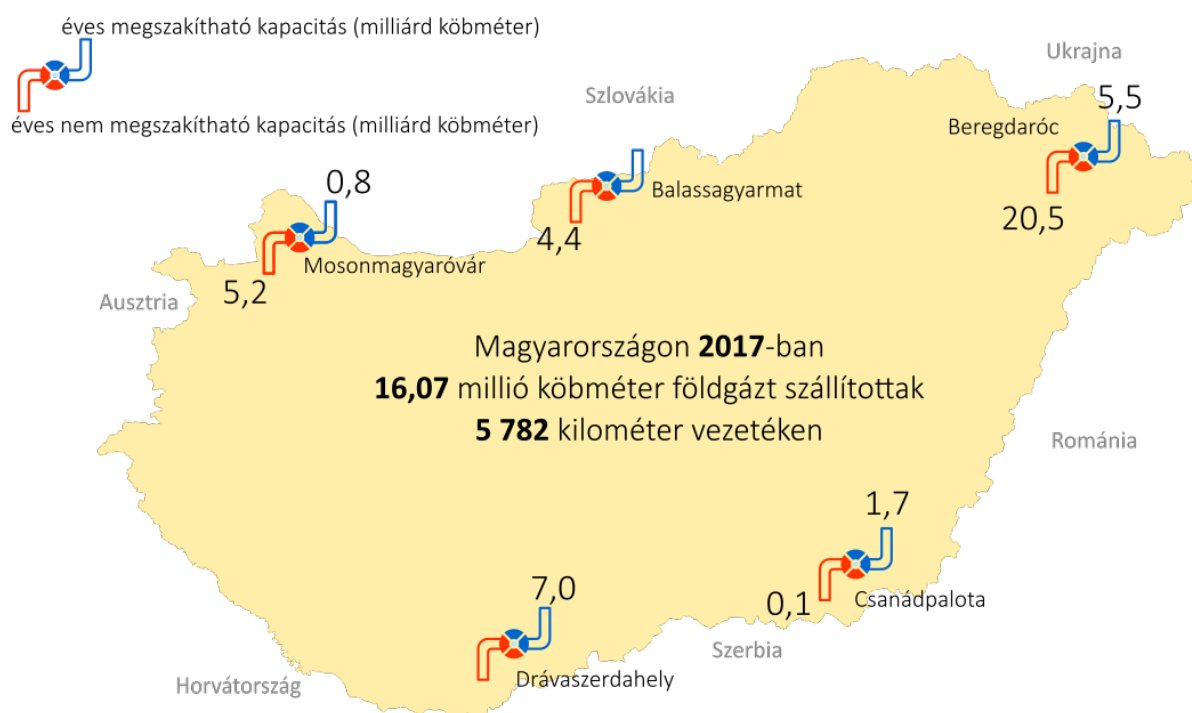 éves megszakítható kapacitás (milliárd köbméter)
éves nem megszakítható kapacitás (milliárd köbméter)
Ukrajna
Szlovákia
5,5
Beregdaróc
20,5
0,8
Balassagyarmat
4,4
Mosonmagyaróvár
5,2
Ausztria
Magyarországon 2017-ban
16,07 millió köbméter földgázt szállítottak
5 782 kilométer vezetéken
Románia
1,7
0,1
Csanádpalota
7,0
Szerbia
Drávaszerdahely
Horvátország